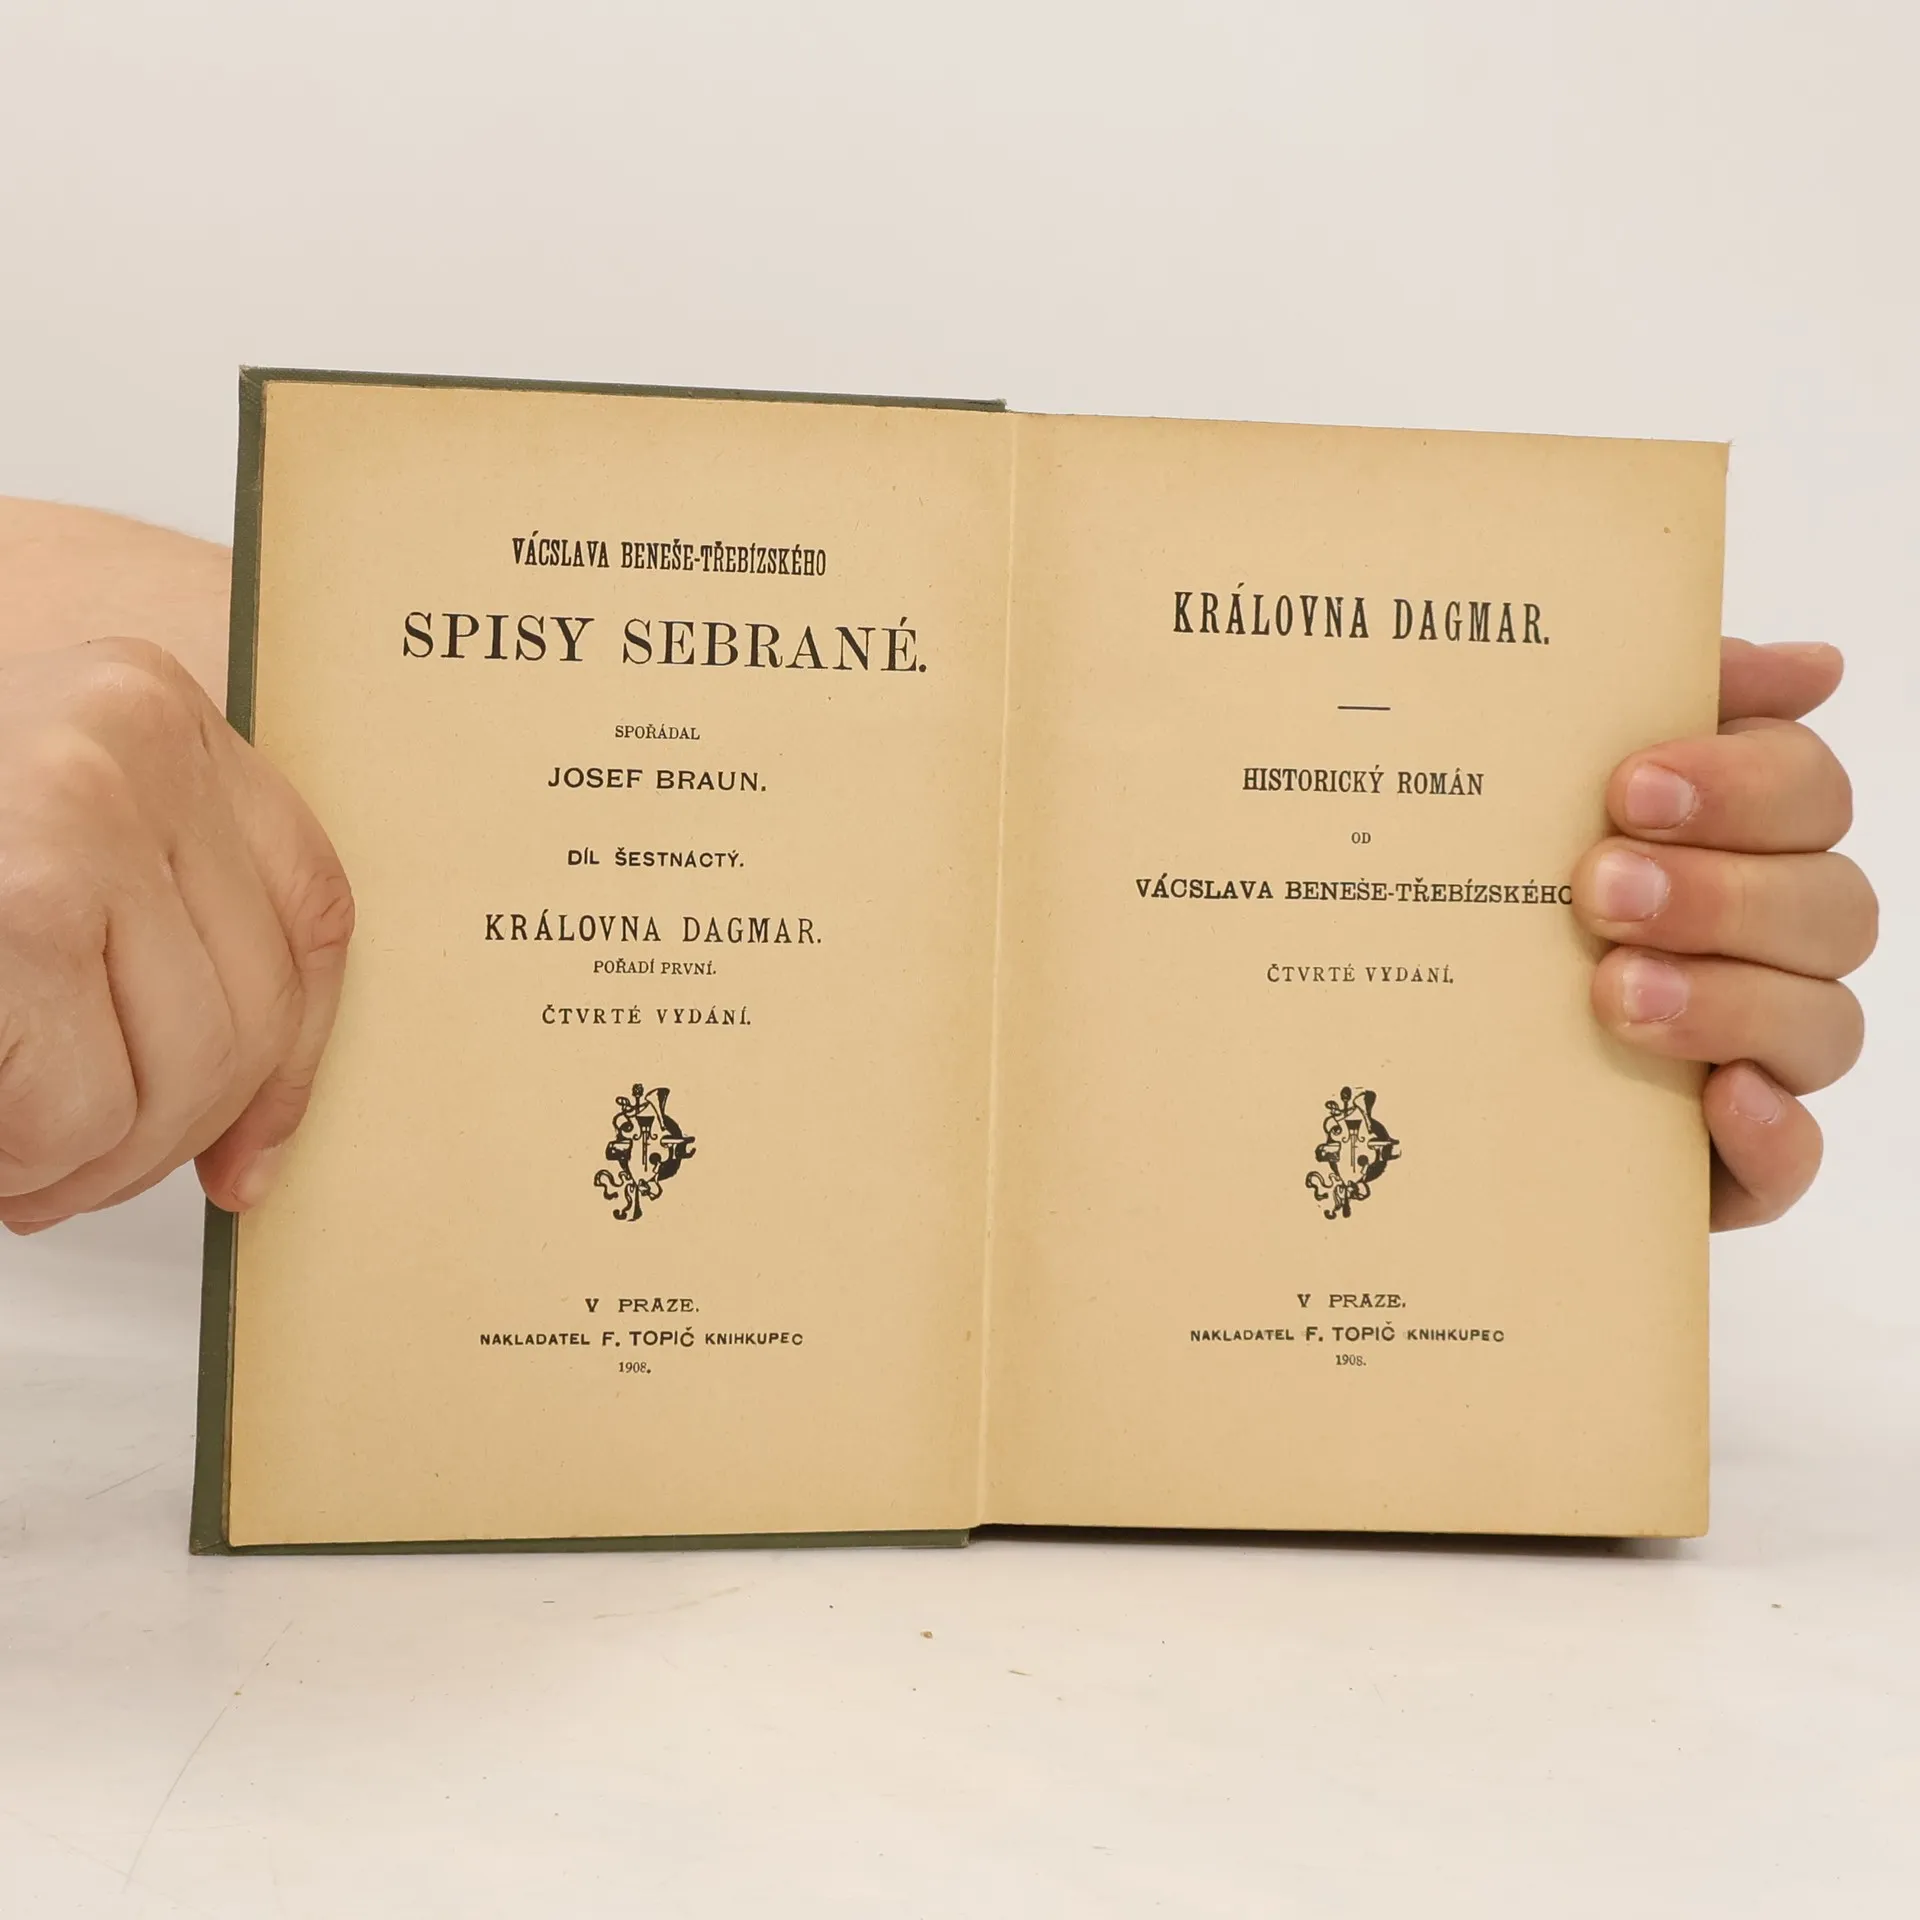 VÁCSLAVA BENEŠE-TŘEBÍZSKÉHO
SPISY SEBRANÉ.
SPOŘÁDAL
JOSEF BRAUN.
DÍL ŠESTNÁCTÝ.
KRÁLOVNA DAGMAR.
POŘADÍ PRVNÍ.
ČTVRTÉ VYDÁNÍ.
V PRAZE.
NAKLADATEL F. TOPIČ KNIHKUPEC
1908.
KRÁLOVNA DAGMAR.
HISTORICKÝ ROMÁN
OD
VÁCSLAVA BENEŠE-TŘEBÍZSKÉHO
ČTVRTÉ VYDÁNÍ.
V PRAZE.
NAKLADATEL F. TOPIČ KNIHKUPEC
1908.